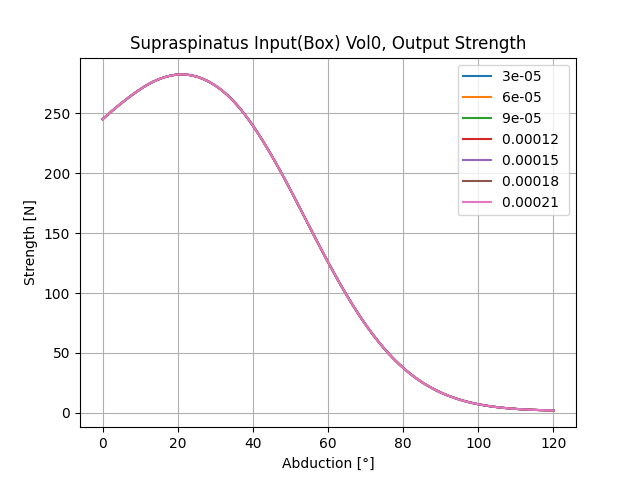 Supraspinatus Input(Box) Vol0, Output Strength
3e-05
6e-05
9e-05
0.00012
0.00015
0.00018
0.00021
250
200
150
100
50
0
Strength [N]
0 20 40 60 80 100 120
Abduction [°]